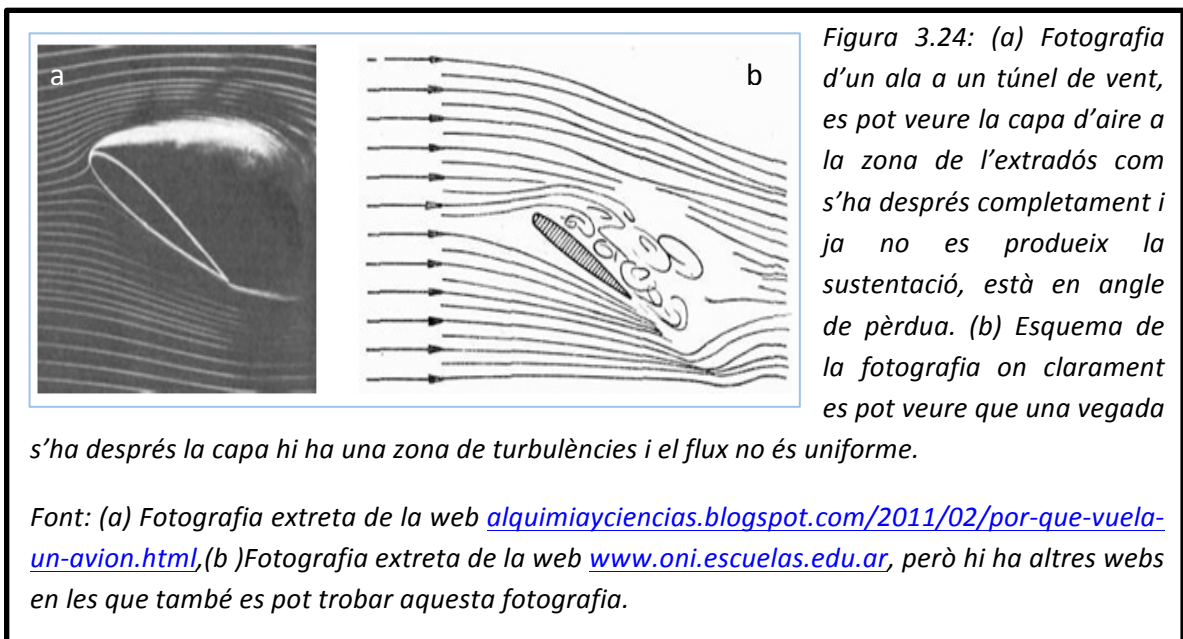 a
b
Figura 3.24: (a) Fotografia
d’un ala a un túnel de vent,
es pot veure la capa d’aire a
la zona de l’extradós com
s’ha després completament i
ja no es produeix la
sustentació, està en angle
de pèrdua. (b) Esquema de
la fotografia on clarament
es pot veure que una vegada
s’ha després la capa hi ha una zona de turbulències i el flux no és uniforme.
Font: (a) Fotografia extreta de la web alquimiayciencias.blogspot.com/2011/02/por-que-vuela-
un-avion.html,(b )Fotografia extreta de la web www.oni.escuelas.edu.ar, però hi ha altres webs
en les que també es pot trobar aquesta fotografia.